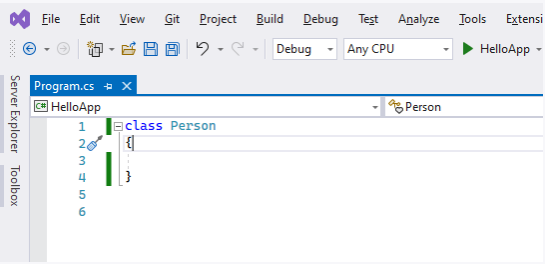 File Edit View Git Project Build Debug Test Analyze Tools Extensi
Debug Any CPU HelloApp
Server Explorer
Toolbox
Program.cs
C# HelloApp Person
1 class Person
2 {
3
4 }
5
6